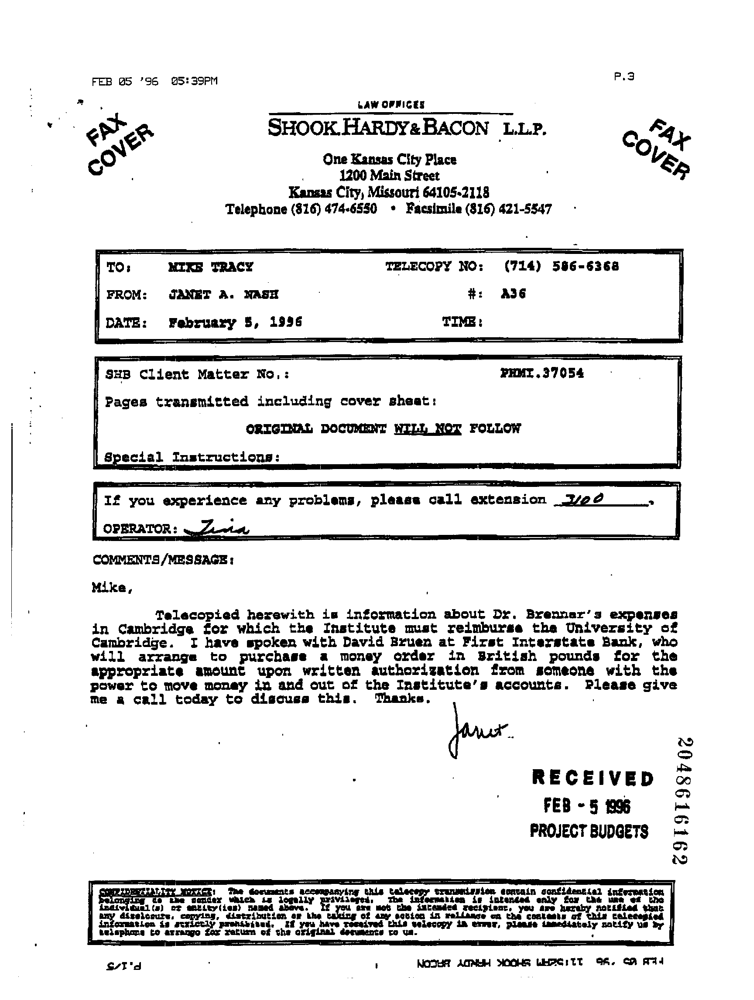 FEB 05 '96 05:39PM P.3
LAW OFFICES
SHOOK, HARDY & BACON L.L.P.
FAX COVER
FAX COVER
One Kansas City Place
1200 Main Street
Kansas City, Missouri 64105-2118
Telephone (816) 474-6550 • Facsimile (816) 421-5547
TO: MIKE TRACY TELECOPY NO: (714) 586-6368
FROM: JANET A. NASH #: A36
DATE: February 5, 1996 TIME:
SHB Client Matter No.: PHMI.37054
Pages transmitted including cover sheet:
ORIGINAL DOCUMENT WILL NOT FOLLOW
Special Instructions:
If you experience any problems, please call extension 3100.
OPERATOR: Tina
COMMENTS/MESSAGE:
Mike,
Telecopied herewith is information about Dr. Brenner's expenses
in Cambridge for which the Institute must reimburse the University of
Cambridge. I have spoken with David Bruen at First Interstate Bank, who
will arrange to purchase a money order in British pounds for the
appropriate amount upon written authorization from someone with the
power to move money in and out of the Institute's accounts. Please give
me a call today to discuss this. Thanks.
Janet
RECEIVED
FEB - 5 1996
PROJECT BUDGETS
2048616162
CONFIDENTIALITY NOTICE: The documents accompanying this telecopy transmission contain confidential information
belonging to the sender which is legally privileged. The information is intended only for the use of the
individual(s) or entity(ies) named above. If you are not the intended recipient, you are hereby notified that
any disclosure, copying, distribution or the taking of any action in reliance on the contents of this telecopied
information is strictly prohibited. If you have received this telecopy in error, please immediately notify us by
telephone to arrange for return of the original documents to us.
P.1/5
FEB 05 '96 11:52AM SHOOK HARDY BACON